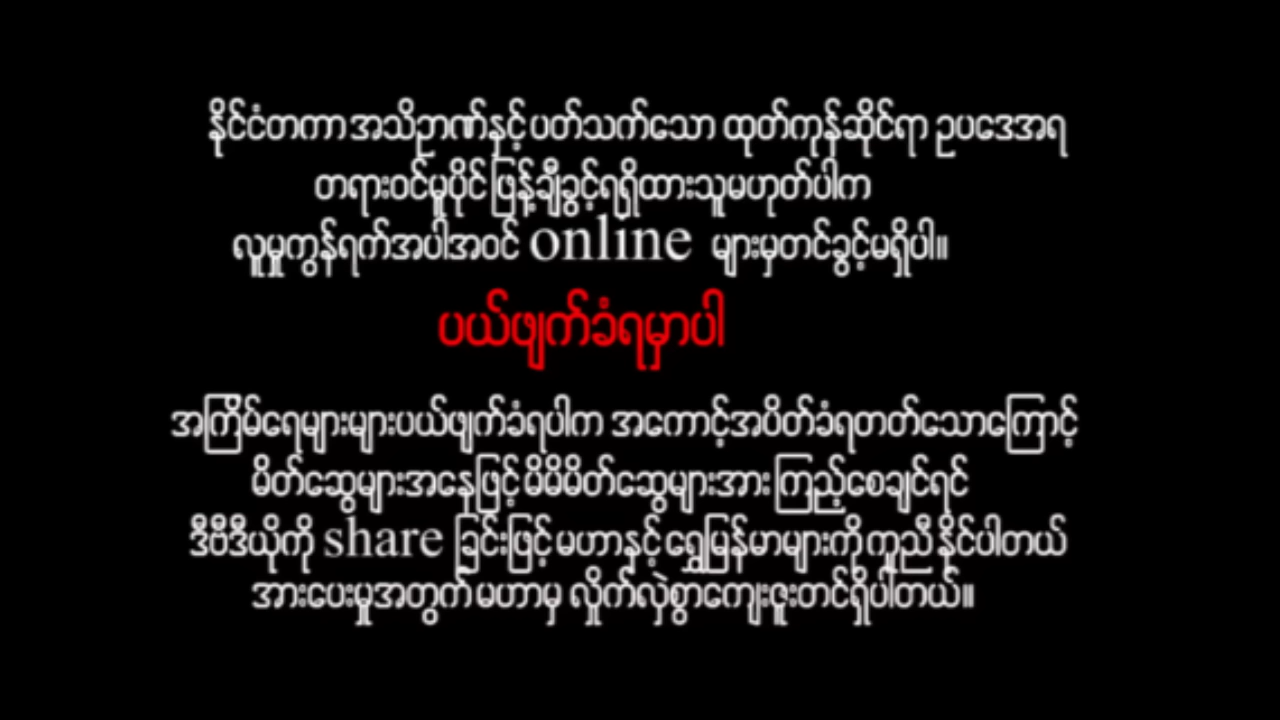 နိုင်ငံတကာ အသိဉာဏ်နှင့် ပတ်သက်သော ထုတ်ကုန်ဆိုင်ရာ ဥပဒေအရ
တရားဝင်မူပိုင် ဖြန့်ချီခွင့်ရရှိထားသူမဟုတ်ပါက
လူမှုကွန်ရက်အပါအဝင် online များမှတင်ခွင့်မရှိပါ။
ပယ်ဖျက်ခံရမှာပါ
အကြိမ်ရေများများပယ်ဖျက်ခံရပါက အကောင့်အပိတ်ခံရတတ်သောကြောင့်
မိတ်ဆွေများအနေဖြင့် မိမိမိတ်ဆွေများအား ကြည့်စေချင်ရင်
ဒီဗီဒီယိုကို share ခြင်းဖြင့် မဟာနှင့် ရွှေမြန်မာများကို ကူညီ နိုင်ပါတယ်
အားပေးမှုအတွက် မဟာမှ လှိုက်လှဲစွာကျေးဇူးတင်ရှိပါတယ်။